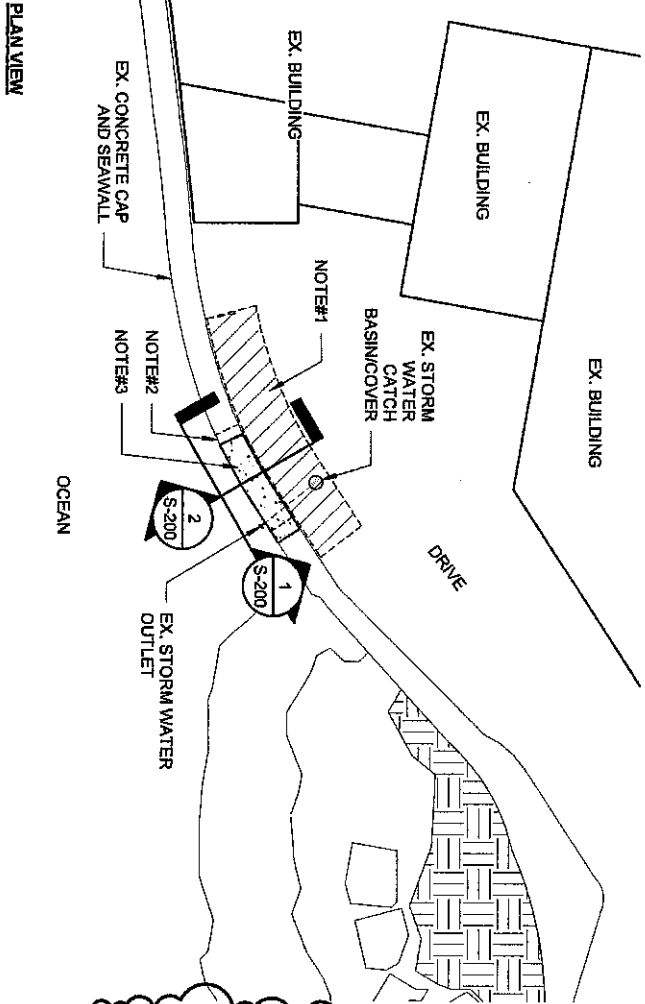 EX. BUILDING
EX. BUILDING
EX. BUILDING
EX. STORM
WATER
CATCH
BASIN/COVER
DRIVE
NOTE#1
EX. CONCRETE CAP
AND SEAWALL
NOTE#2
NOTE#3
2
S-200
1
S-200
EX. STORM WATER
OUTLET
OCEAN
PLAN VIEW